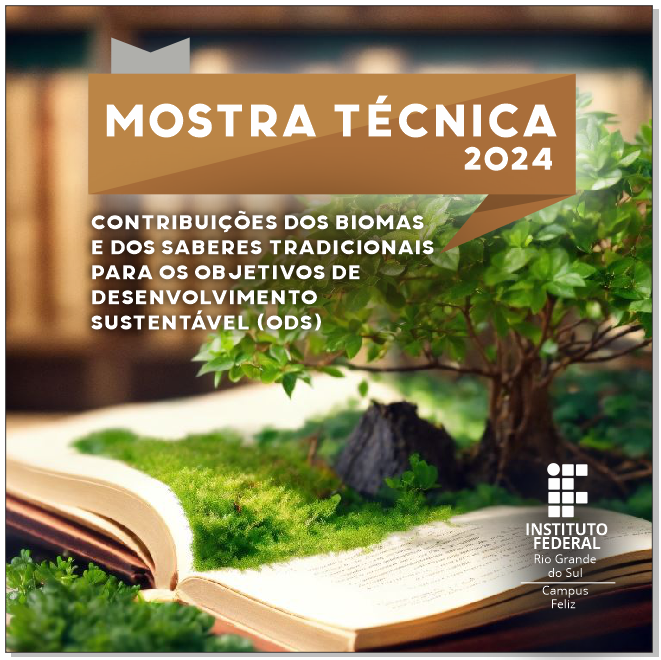 MOSTRA TÉCNICA
2024
CONTRIBUIÇÕES DOS BIOMAS
E DOS SABERES TRADICIONAIS
PARA OS OBJETIVOS DE
DESENVOLVIMENTO
SUSTENTÁVEL (ODS)
INSTITUTO
FEDERAL
Rio Grande
do Sul
Campus
Feliz